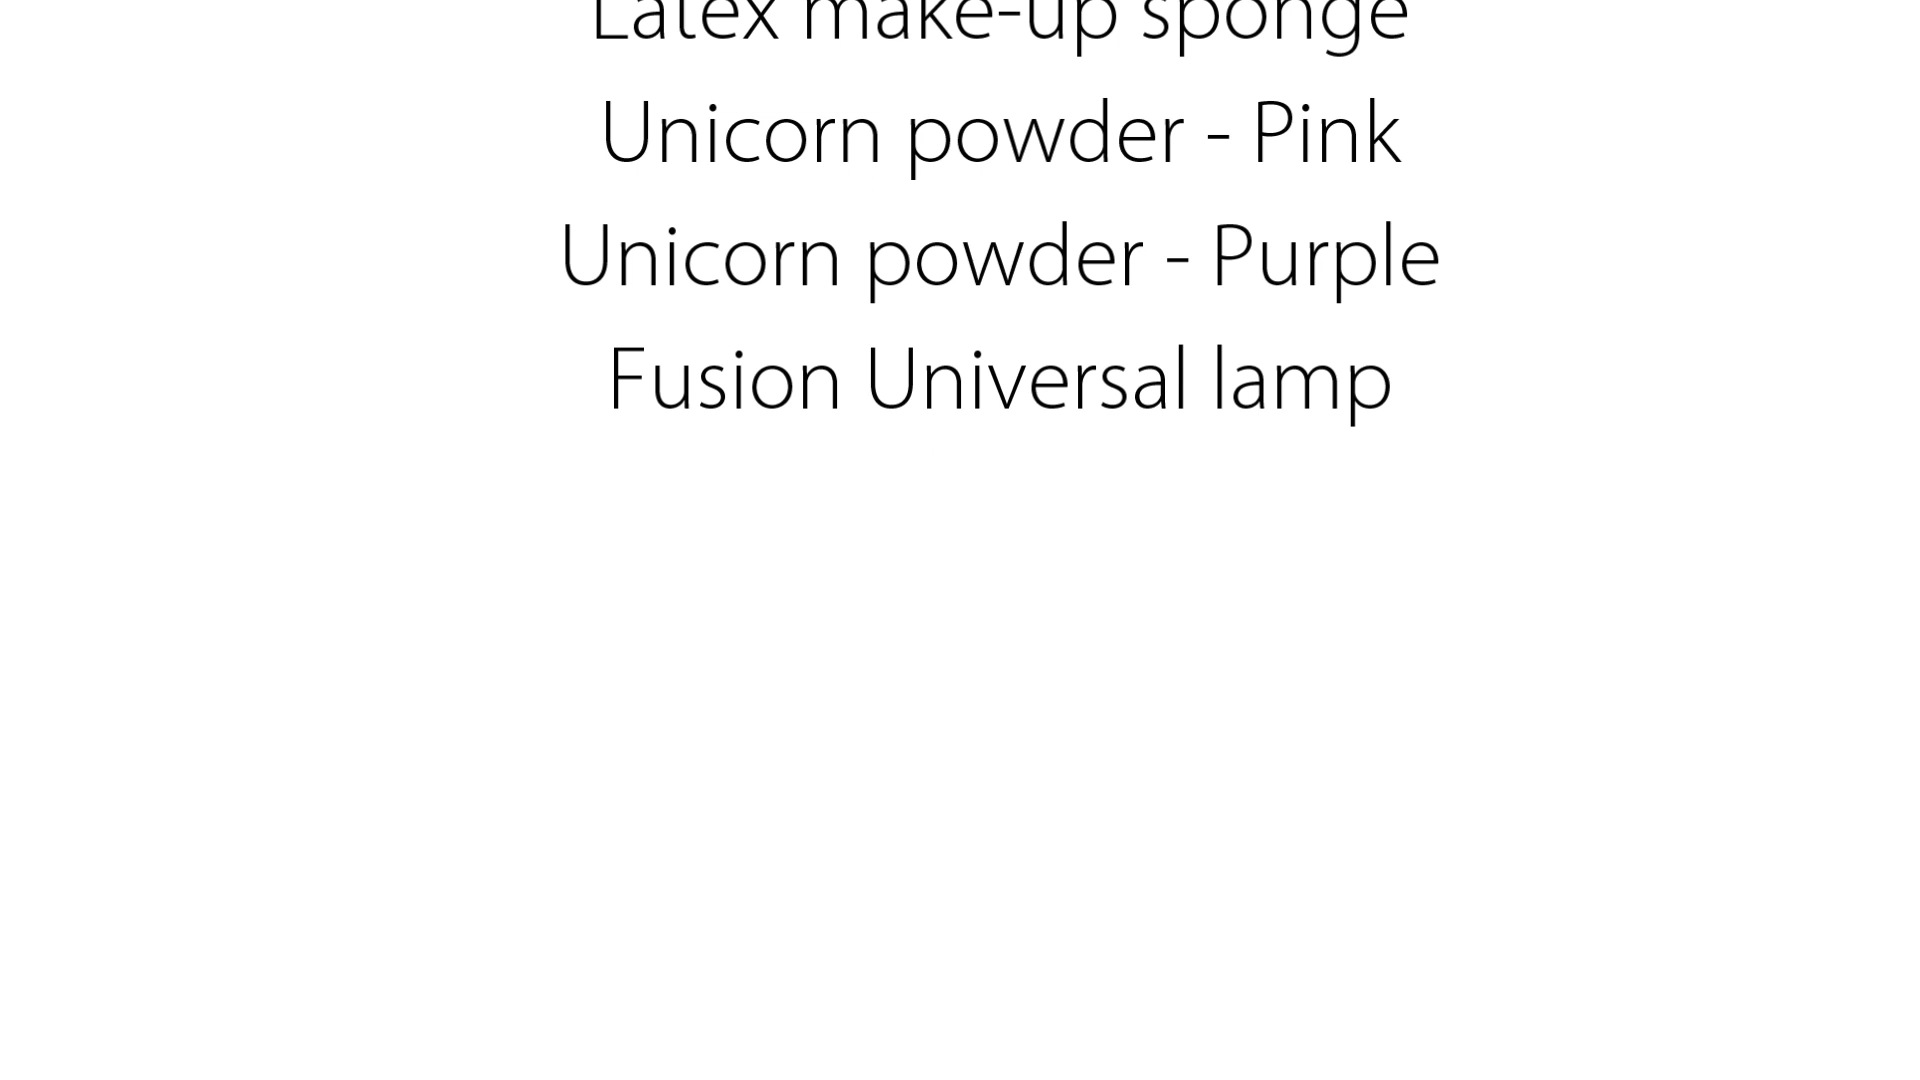 Latex make-up sponge
Unicorn powder - Pink
Unicorn powder - Purple
Fusion Universal lamp